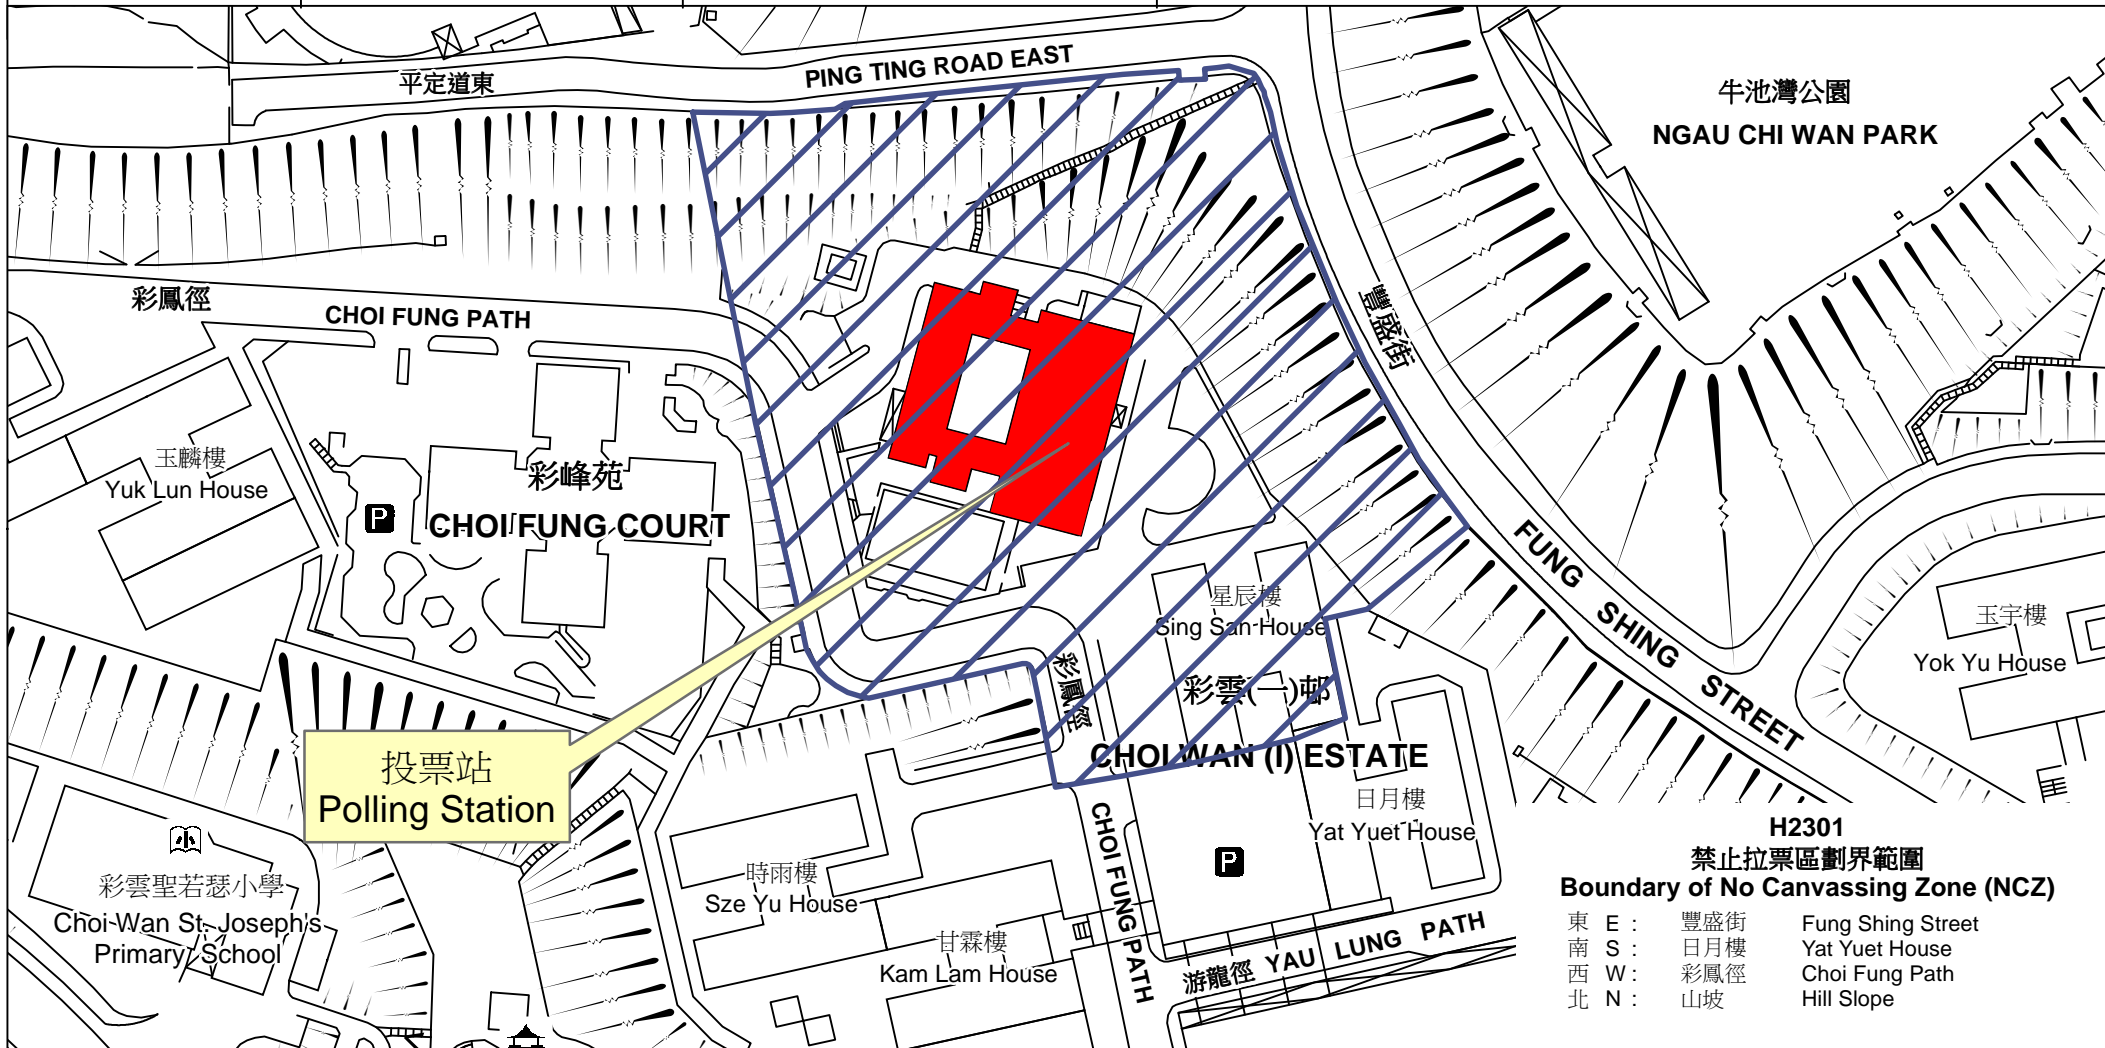 平定道東
PING TING ROAD EAST
牛池灣公園
NGAU CHI WAN PARK
彩鳳徑
CHOI FUNG PATH
豐盛街
玉麟樓
Yuk Lun House
彩峰苑
CHOI FUNG COURT
P
FUNG SHING STREET
星辰樓
Sing San House
玉宇樓
Yok Yu House
彩鳳徑
彩雲(一)邨
CHOI WAN (I) ESTATE
投票站
Polling Station
日月樓
Yat Yuet House
CHOI FUNG PATH
P
時雨樓
Sze Yu House
彩雲聖若瑟小學
Choi Wan St. Joseph's
Primary School
甘霖樓
Kam Lam House
游龍徑 YAU LUNG PATH
H2301
禁止拉票區劃界範圍
Boundary of No Canvassing Zone (NCZ)
東 E : 豐盛街 Fung Shing Street
南 S : 日月樓 Yat Yuet House
西 W : 彩鳳徑 Choi Fung Path
北 N : 山坡 Hill Slope